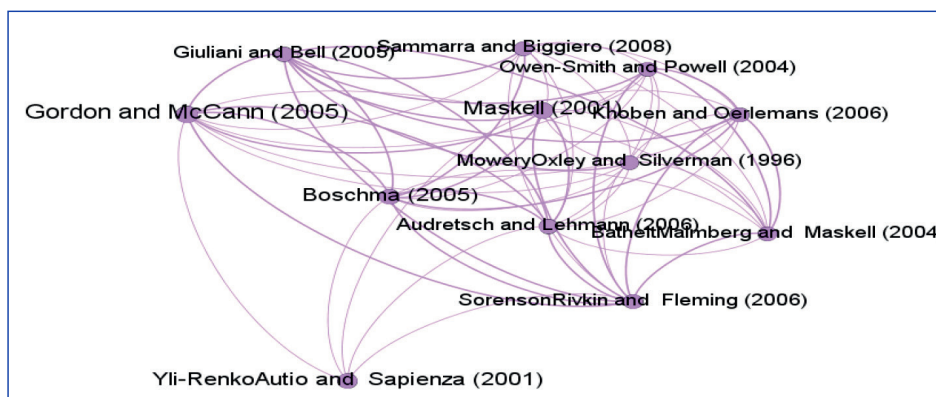 Giuliani and Bell (2005)
Sammarra and Biggiero (2008)
Owen-Smith and Powell (2004)
Gordon and McCann (2005)
Maskell (2001)
Khoben and Oerlemans (2006)
MoweryOxley and Silverman (1996)
Boschma (2005)
Audretsch and Lehmann (2006)
BatheltMalmberg and Maskell (2004
SorensonRivkin and Fleming (2006)
Yli-RenkoAutio and Sapienza (2001)